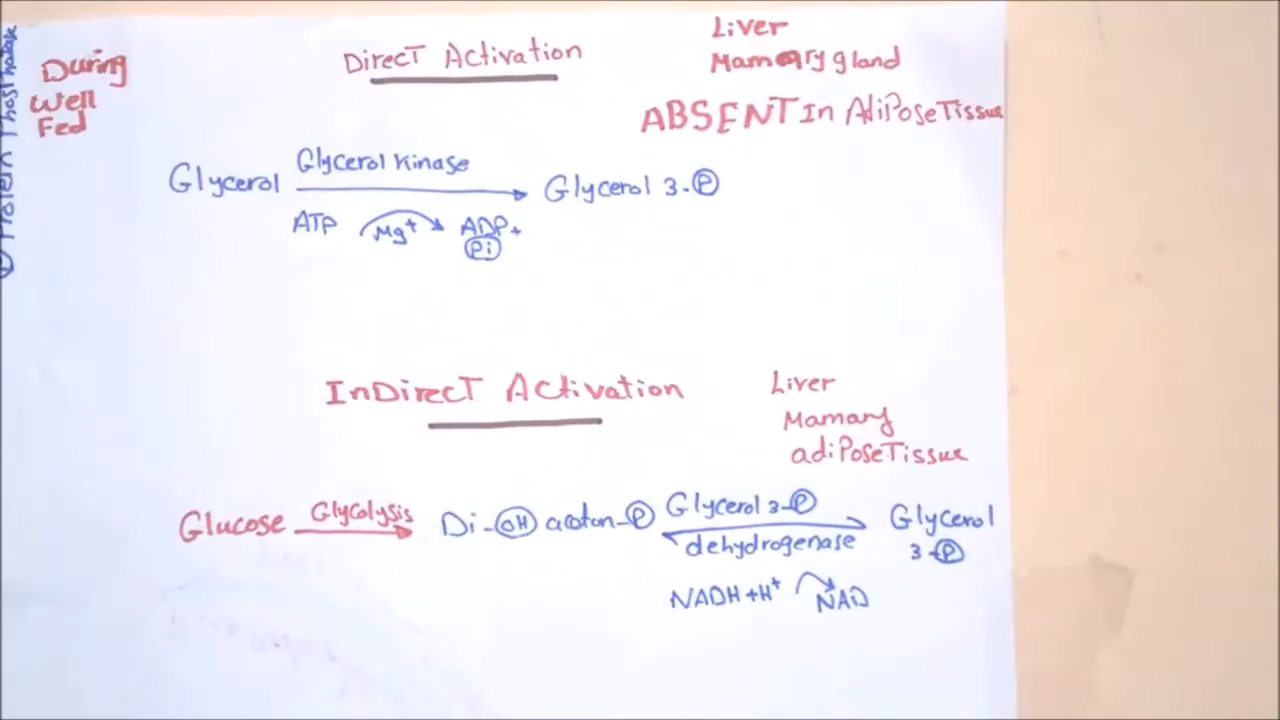 During
Well
Fed
Direct Activation
Liver
Mamary gland
ABSENT In AdiPose Tissue
Glycerol Glycerol Kinase Glycerol 3-P
ATP Mg+ ADP+
Pi
InDirect Activation
Liver
Mamary
adiPose Tissue
Glucose Glycolysis Di-OH aceton-P Glycerol 3-P Glycerol
dehydrogenase 3-P
NADH+H+ NAD
Protein Phosphatase